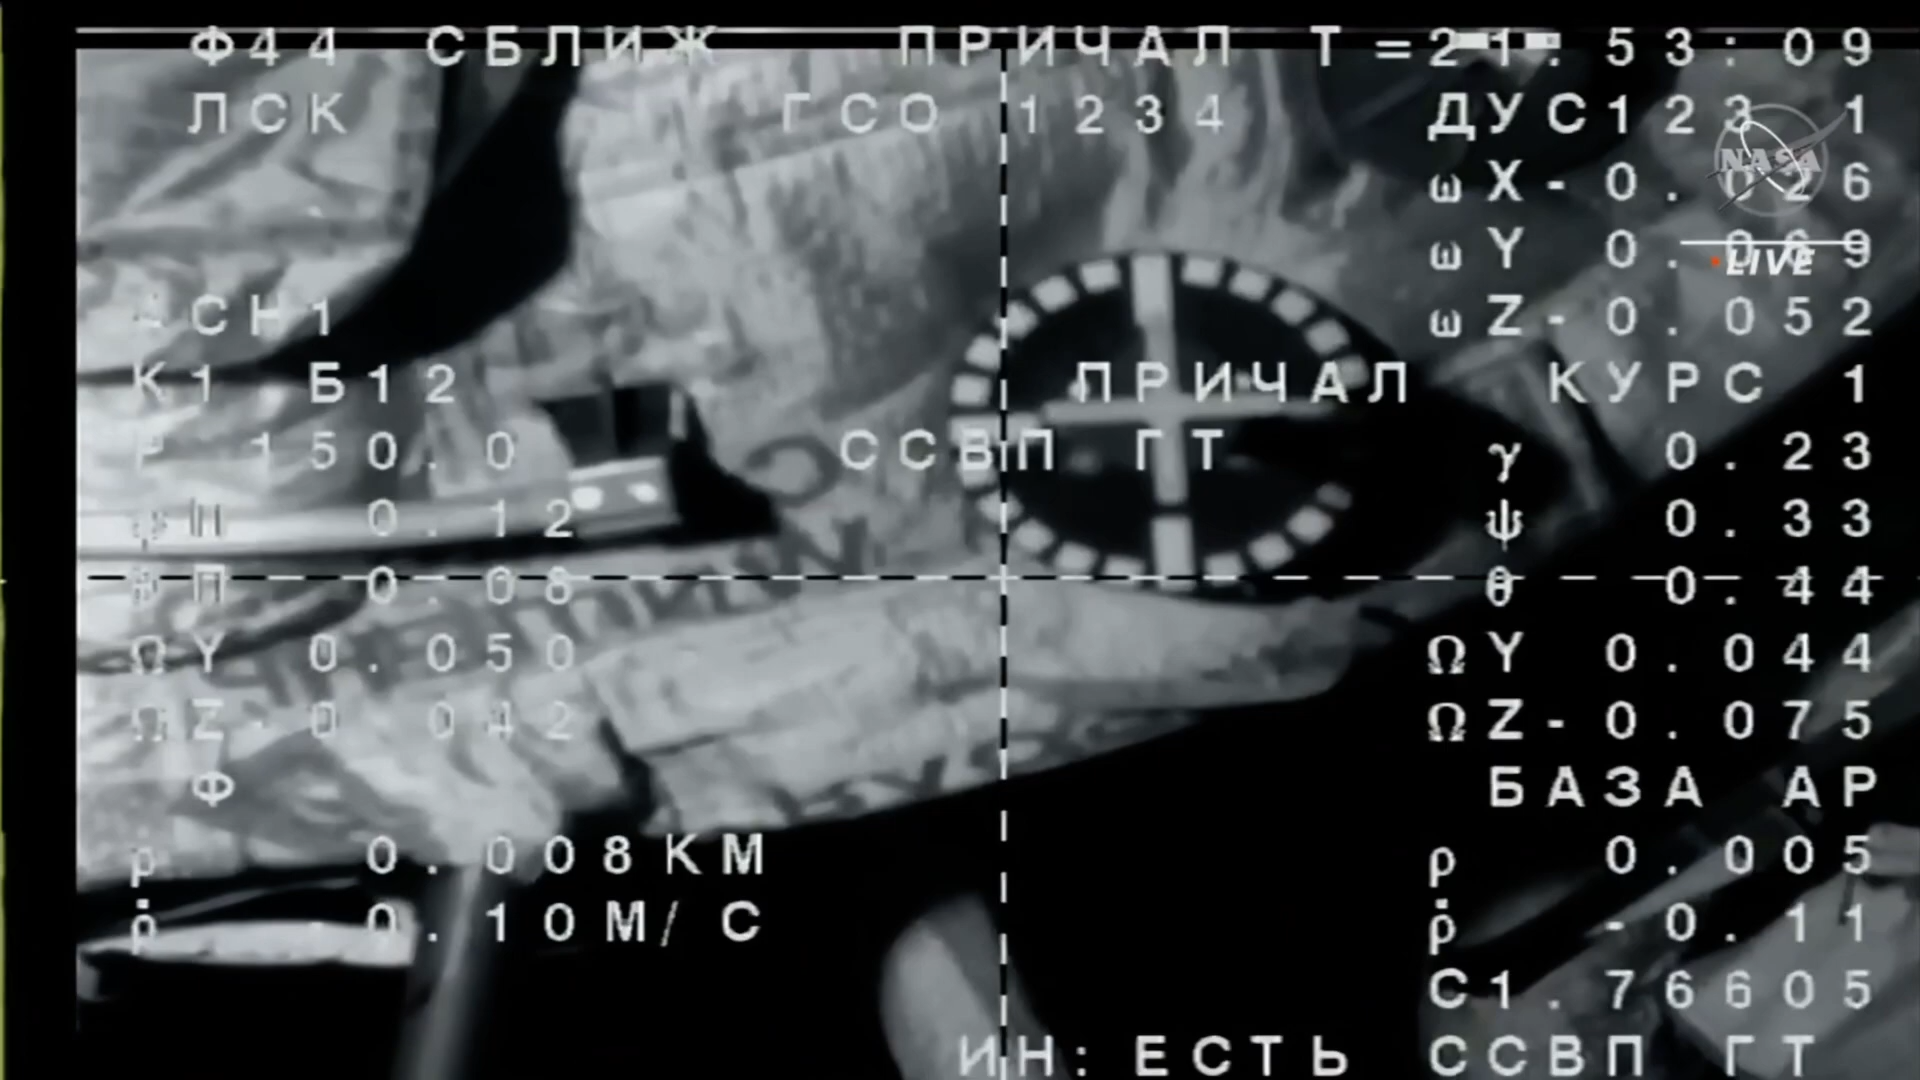 Ф44 СБЛИЖ ПРИЧАЛ Т=21:53:09
ЛСК ГСО 1234 ДУС123 1
NASA
ωX-0.026
ωY 0.069
LIVE
-СН1 ωZ-0.052
К1 Б12 ПРИЧАЛ КУРС 1
F 150.0 ССВП ГТ γ 0.23
0.12 ψ 0.33
П 0.08 θ 0.44
ΩY 0.050 ΩY 0.044
ΩZ-0.042 ΩZ-0.075
Ф БАЗА АР
ρ 0.008КМ ρ 0.005
ρ̇ -0.10М/С ρ̇ -0.11
С1.76605
ИН: ЕСТЬ ССВП ГТ